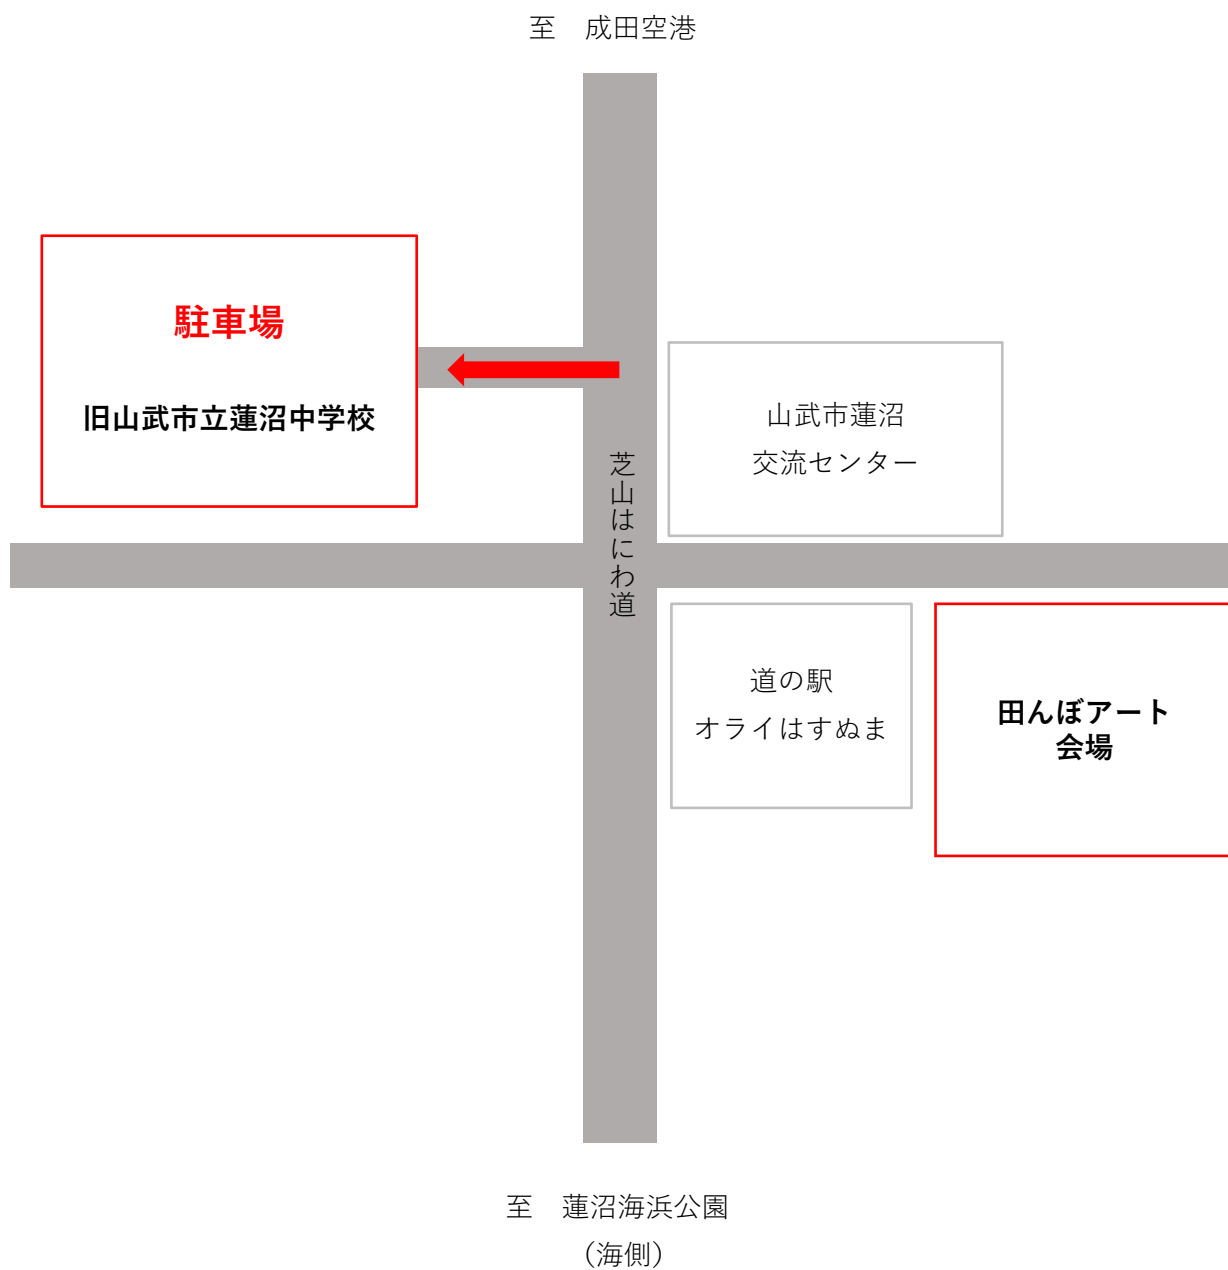 至　成田空港
駐車場
旧山武市立蓮沼中学校
山武市蓮沼
交流センター
芝山はにわ道
道の駅
オライはすぬま
田んぼアート
会場
至　蓮沼海浜公園
（海側）